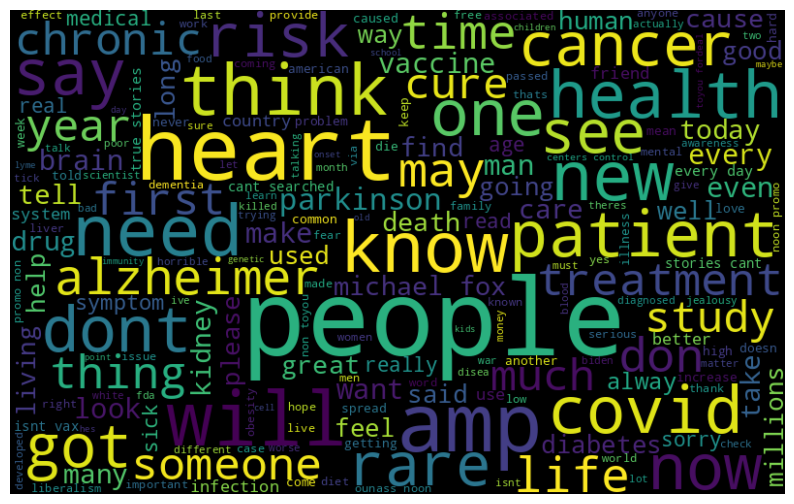 effect
medical
work
last
provide
caused
way
time
free
associated
anyone
actually
human
cause
hard
two
children
maybe
chronic
risk
cancer
good
say
think
cure
one
vaccine
friend
school
passed
thats
food
coming
american
keep
health
real
long
never
sure
country
problem
true stories
die
via
find
age
man
see
today
mean
awareness
centers control
mental
every
year
week
talk
poor
day
brain
told
scientist
let
talking
month
heart
may
going
new
every day
give
even
lyme
tick
dementia
onset
cant searched
learn
trying
family
parkinson
tell
first
system
bad
killed
common
old
fear
death
read
care
theres
well
love
illness
noon promo
drug
liver
need
make
used
know
patient
must
yes
stories cant
immunity
horrible
genetic
promo non
help
alzheimer
ive
made
michael fox
known
treatment
diagnosed
jealousy
symptom
kidney
please
non toyou
women
people
money
kids
blood
serious
study
better
dont
living
point
issue
great
really
war
another
biden
don
high
doesn
matter
thing
look
white
fda
men
want
said
disea
word
use
much
increase
alway
thank
take
right
isnt vax
hes
sick
obesity
cell
will
hope
live
spread
feel
amp
low
covid
millions
diabetes
sorry
check
developed
got
many
different
case
worse
someone
getting
rare
world
isnt
life
lot
now
liberalism
important
infection
come
diet
ounass noon